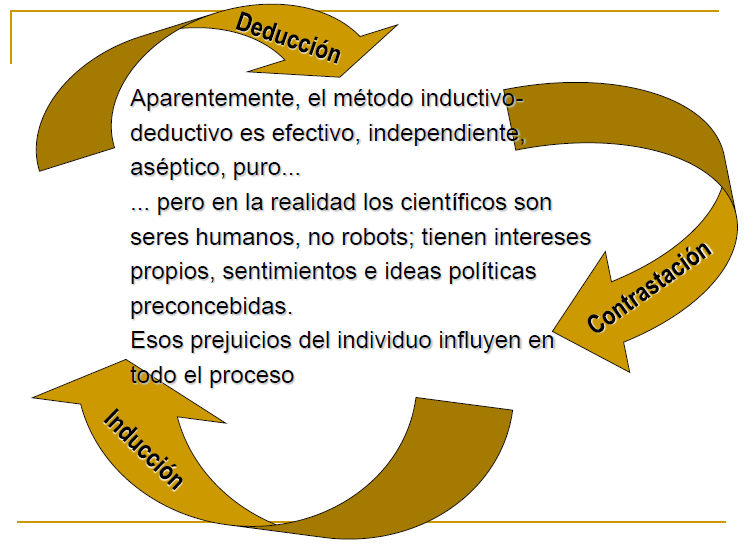 Deducción
Aparentemente, el método inductivo-
deductivo es efectivo, independiente,
aséptico, puro...
... pero en la realidad los científicos son
seres humanos, no robots; tienen intereses
propios, sentimientos e ideas políticas
preconcebidas.
Esos prejuicios del individuo influyen en
todo el proceso
Contrastación
Inducción